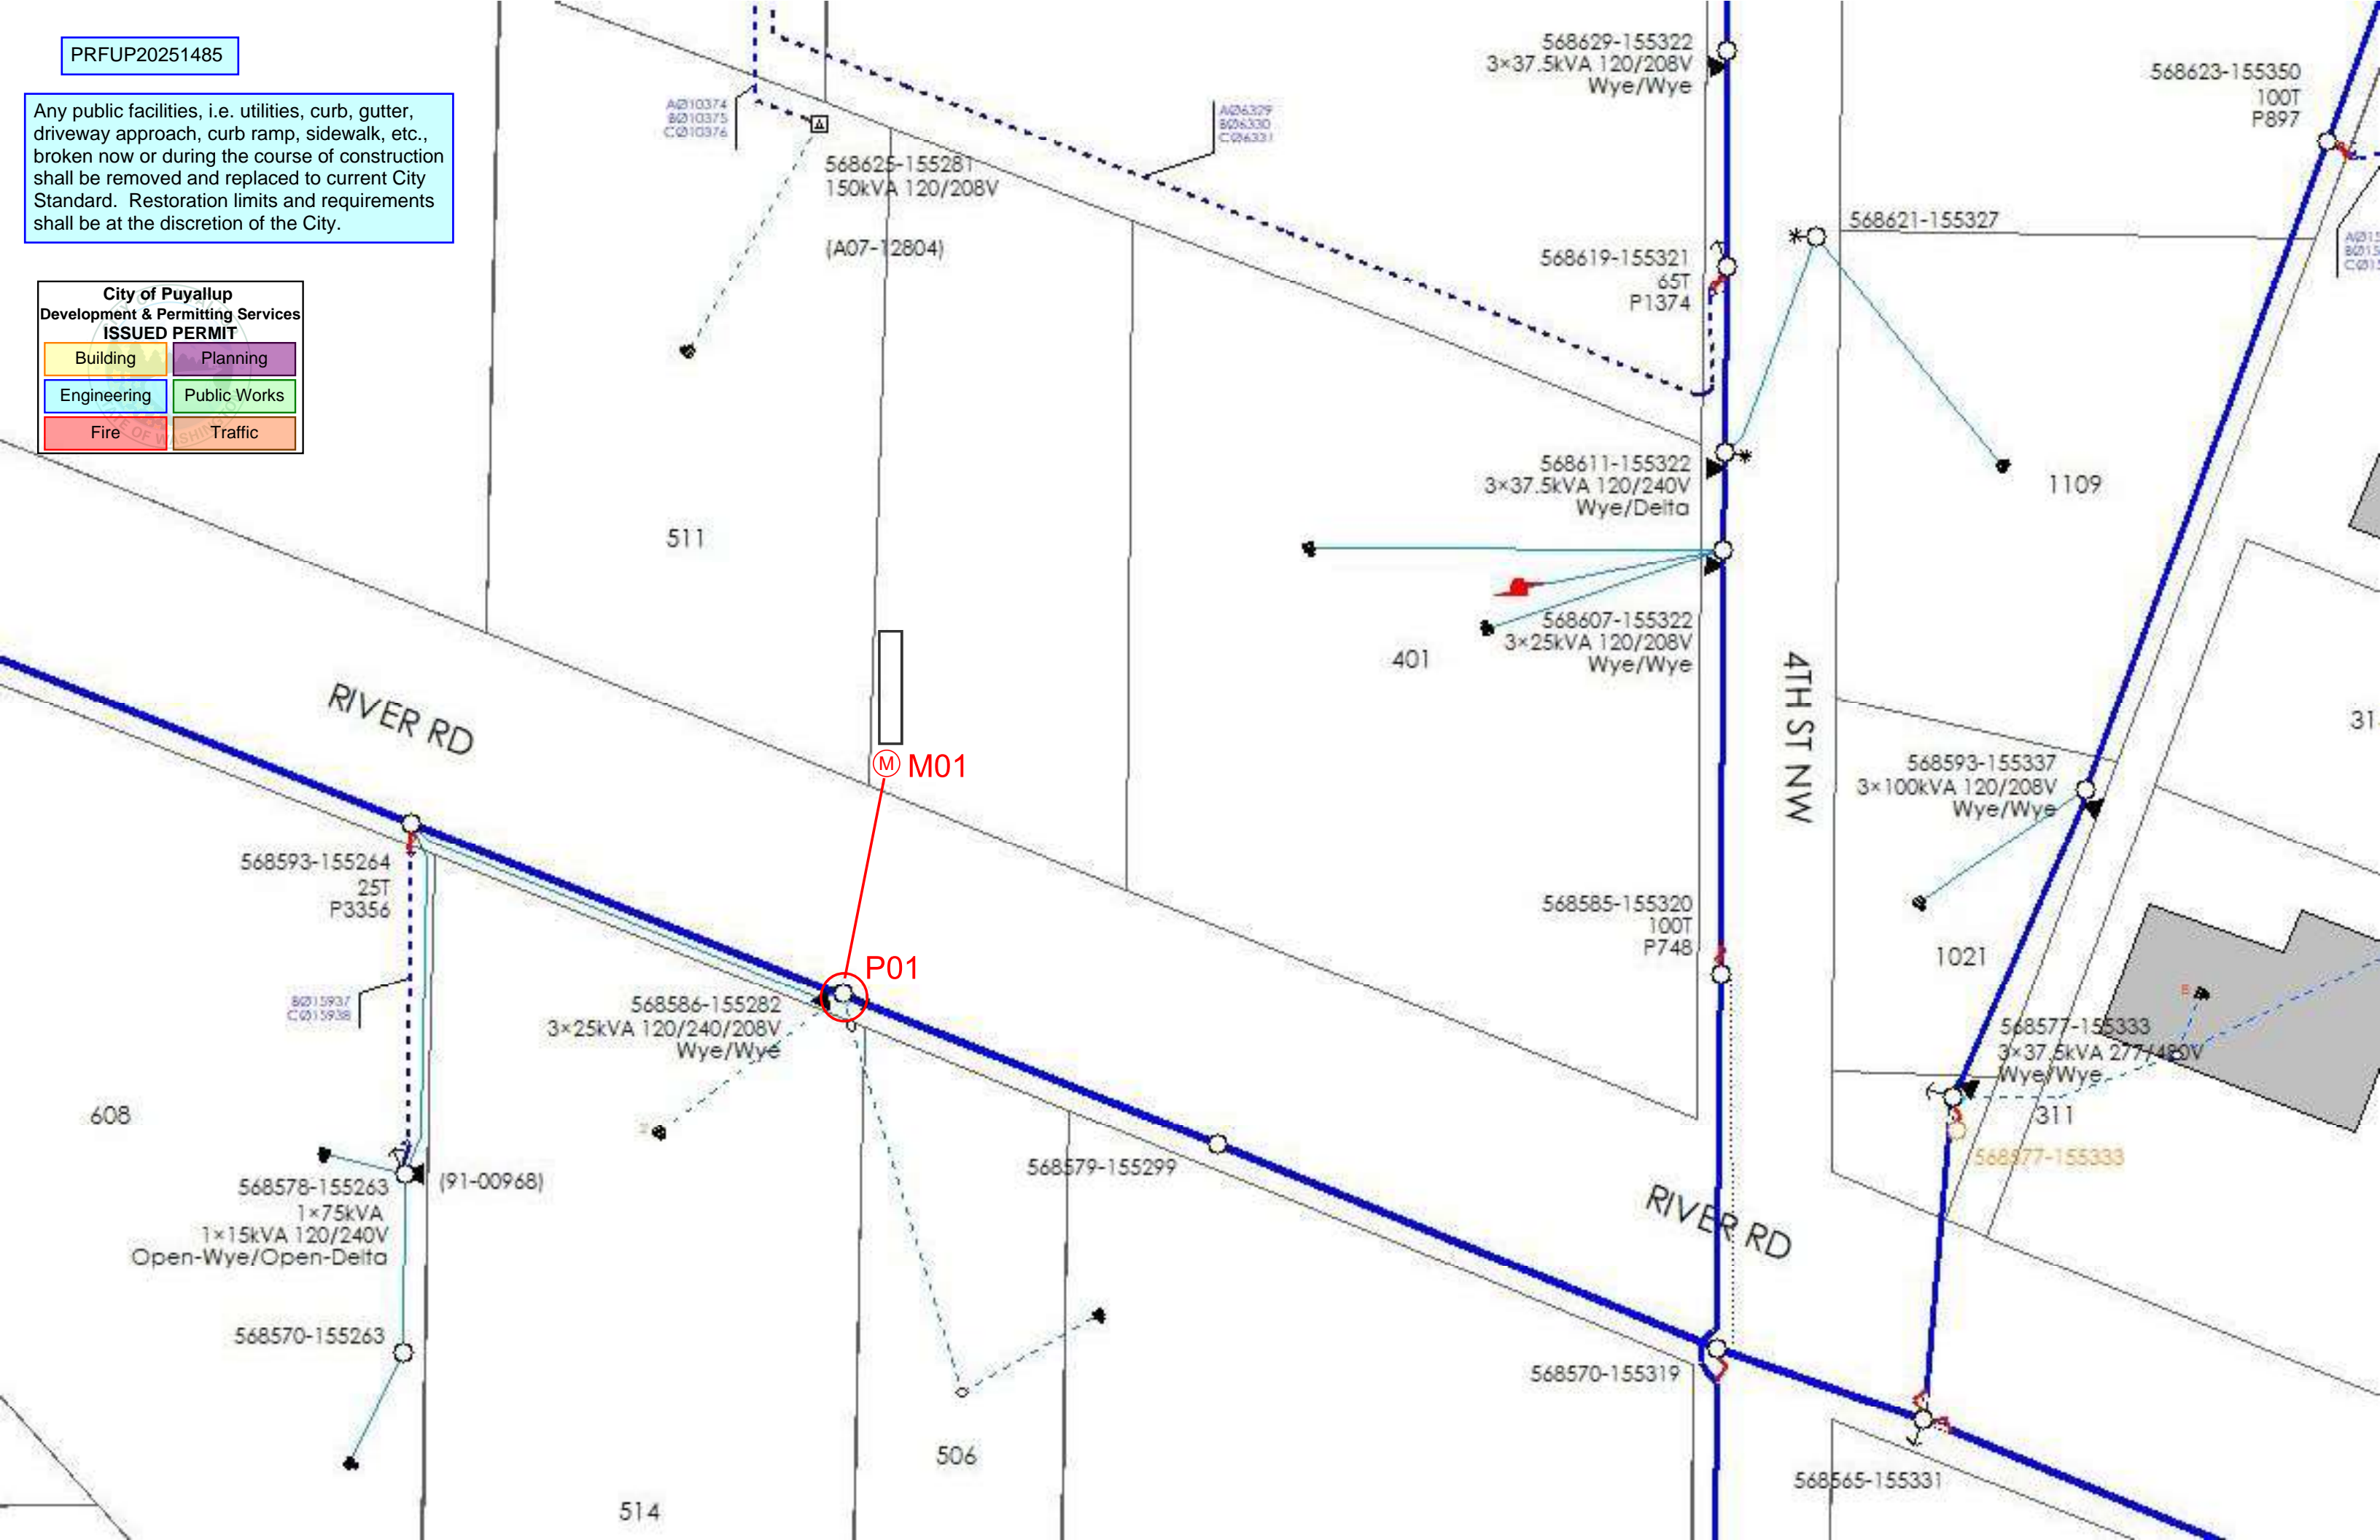 PRFUP20251485
Any public facilities, i.e. utilities, curb, gutter,
driveway approach, curb ramp, sidewalk, etc.,
broken now or during the course of construction
shall be removed and replaced to current City
Standard. Restoration limits and requirements
shall be at the discretion of the City.
City of Puyallup
Development & Permitting Services
ISSUED PERMIT
Building
Planning
Engineering
Public Works
Fire
Traffic
AØ10374
BØ10375
CØ10376
568625-155281
150kVA 120/208V
(A07-12804)
AØ6329
BØ6330
CØ6331
568629-155322
3×37.5kVA 120/208V
Wye/Wye
568623-155350
100T
P897
568619-155321
65T
P1374
568621-155327
568611-155322
3×37.5kVA 120/240V
Wye/Delta
1109
511
568607-155322
3×25kVA 120/208V
Wye/Wye
401
4TH ST NW
RIVER RD
M
M01
568593-155337
3×100kVA 120/208V
Wye/Wye
568593-155264
25T
P3356
568585-155320
100T
P748
P01
1021
BØ15937
CØ15938
568586-155282
3×25kVA 120/240/208V
Wye/Wye
568577-155333
3×37.5kVA 277/480V
Wye/Wye
311
568577-155333
608
568579-155299
568578-155263
1×75kVA
1×15kVA 120/240V
Open-Wye/Open-Delta
(91-00968)
RIVER RD
568570-155263
568570-155319
506
514
568565-155331